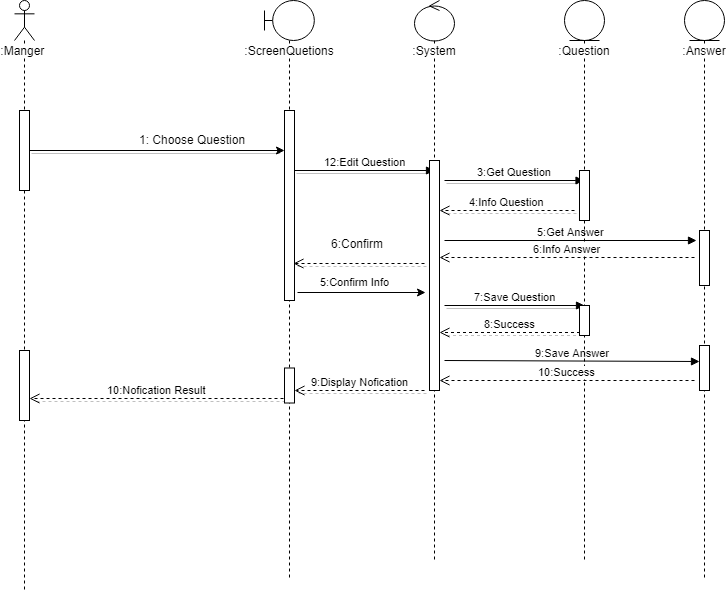 :Manger
:ScreenQuetions
:System
:Question
:Answer
1: Choose Question
12:Edit Question
3:Get Question
4:Info Question
5:Get Answer
6:Confirm
6:Info Answer
5:Confirm Info
7:Save Question
8:Success
9:Save Answer
10:Success
9:Display Nofication
10:Nofication Result